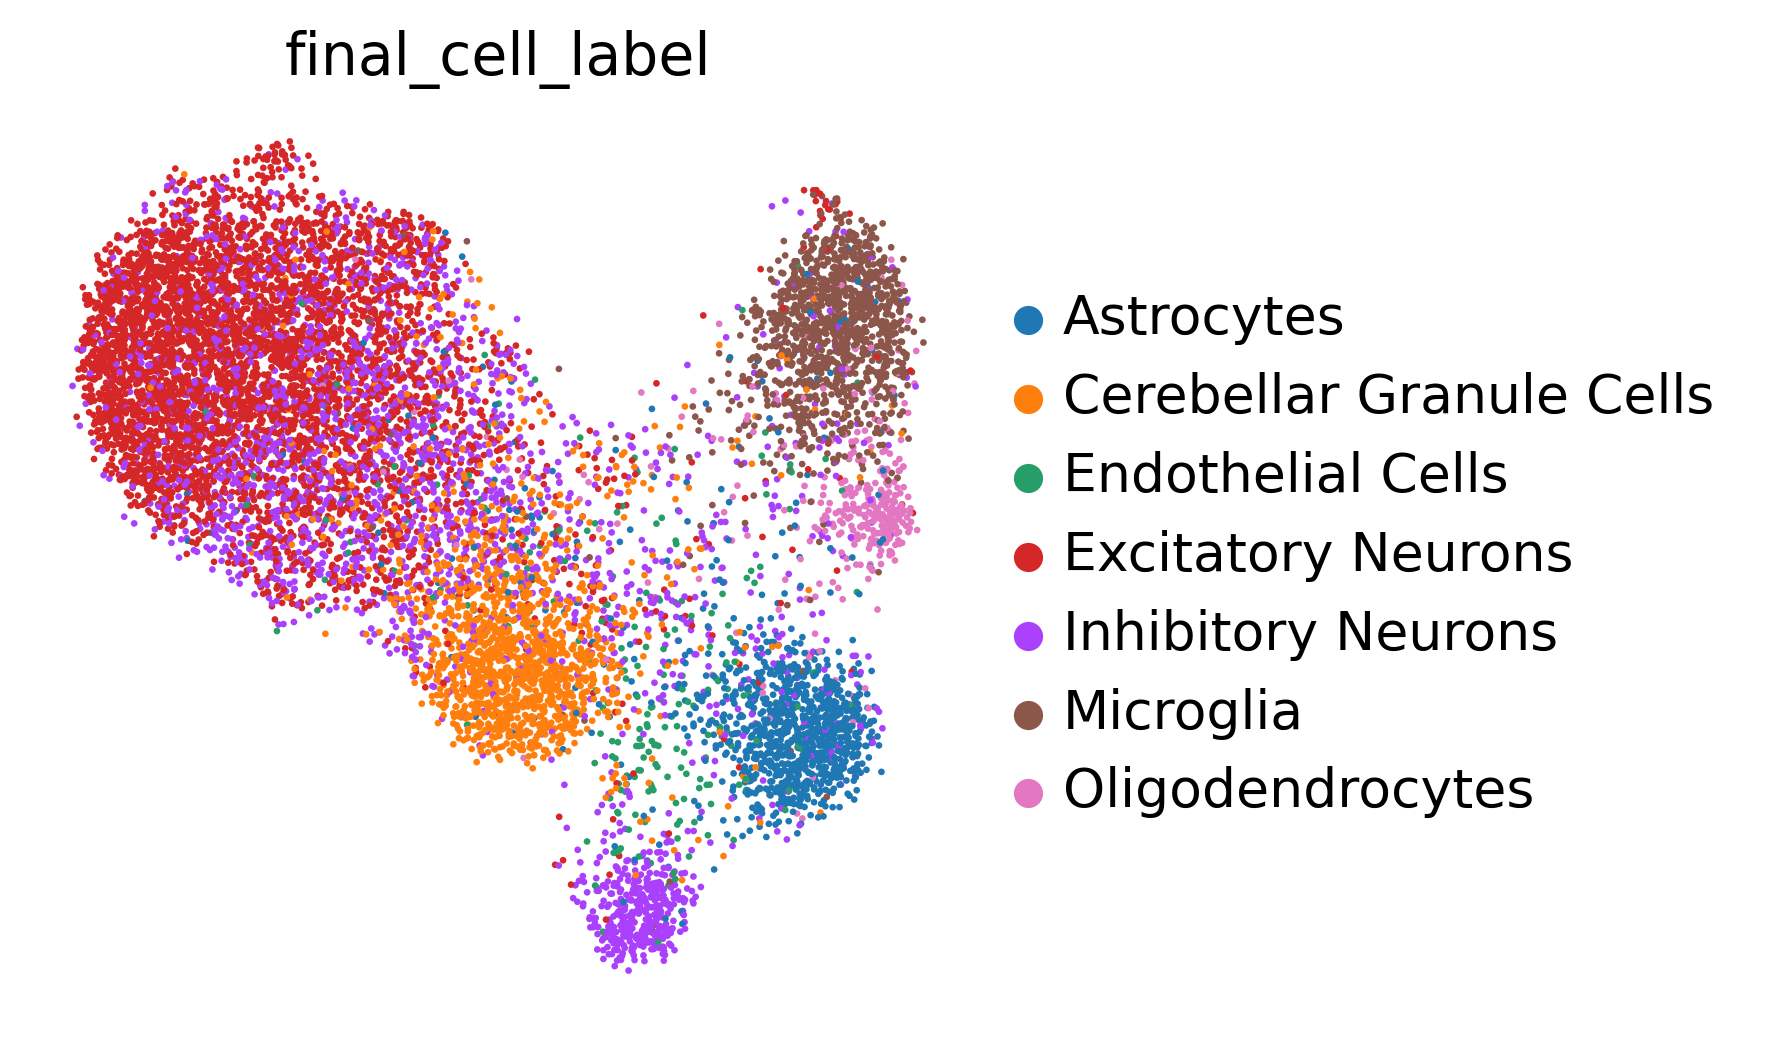 final_cell_label
Astrocytes
Cerebellar Granule Cells
Endothelial Cells
Excitatory Neurons
Inhibitory Neurons
Microglia
Oligodendrocytes